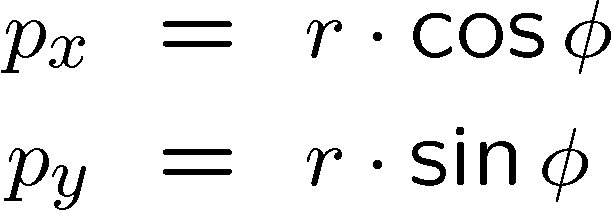 p_x = r · cos ϕ
p_y = r · sin ϕ